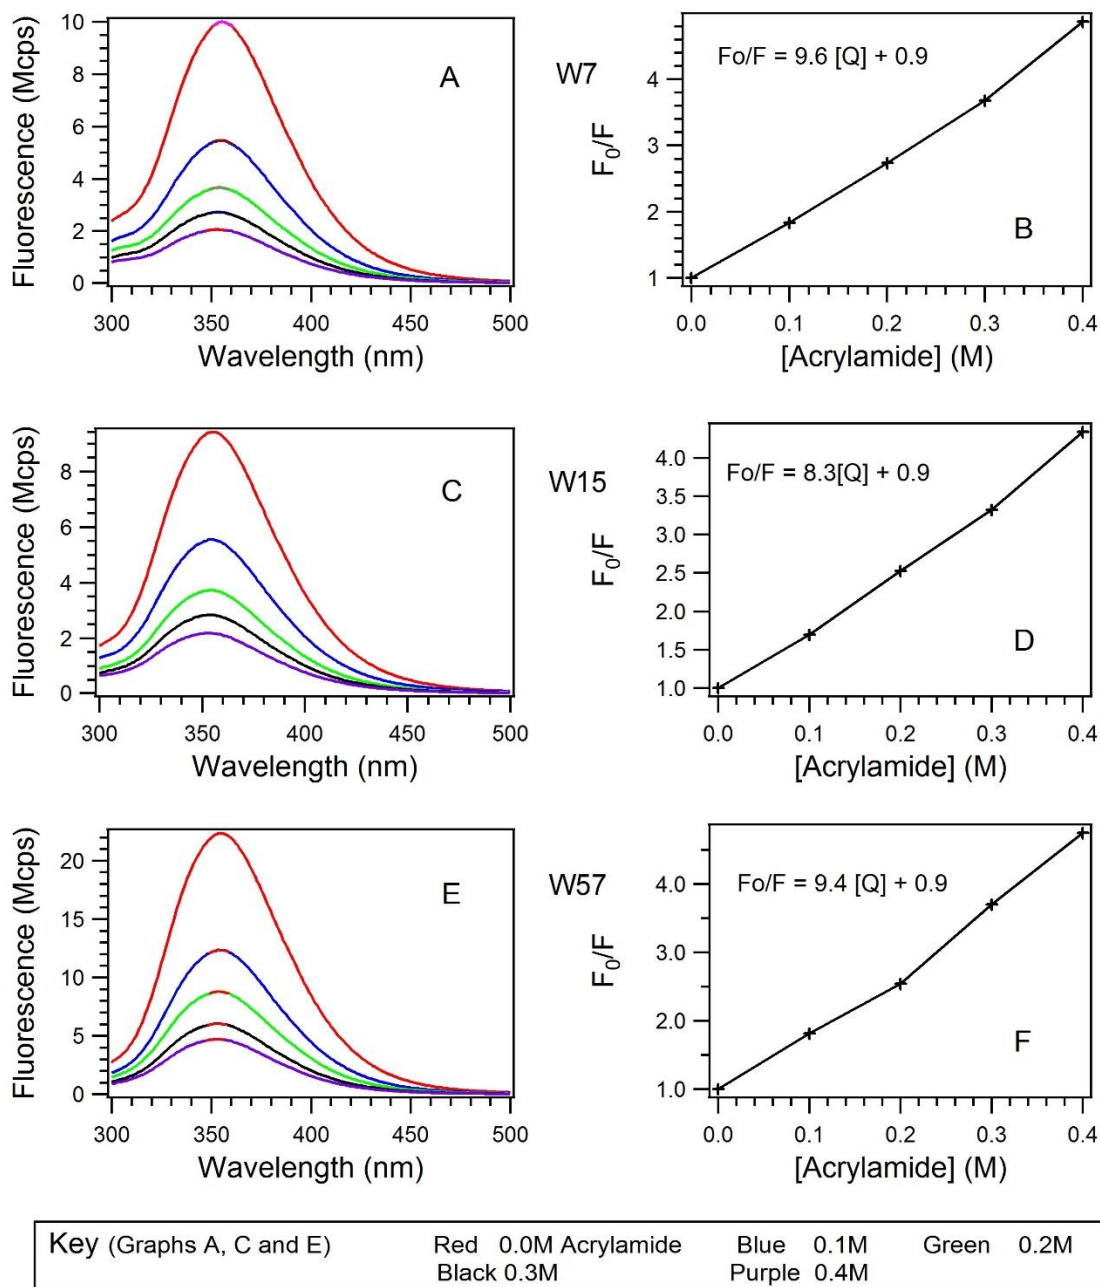 Fluorescence (Mcps)
10
8
6
4
2
0
A
300 350 400 450 500
Wavelength (nm)
W7
F0/F
Fo/F = 9.6 [Q] + 0.9
4
3
2
1
B
0.0 0.1 0.2 0.3 0.4
[Acrylamide] (M)
Fluorescence (Mcps)
8
6
4
2
0
C
300 350 400 450 500
Wavelength (nm)
W15
F0/F
Fo/F = 8.3[Q] + 0.9
4.0
3.5
3.0
2.5
2.0
1.5
1.0
D
0.0 0.1 0.2 0.3 0.4
[Acrylamide] (M)
Fluorescence (Mcps)
20
15
10
5
0
E
300 350 400 450 500
Wavelength (nm)
W57
F0/F
Fo/F = 9.4 [Q] + 0.9
4.0
3.0
2.0
1.0
F
0.0 0.1 0.2 0.3 0.4
[Acrylamide] (M)
Key (Graphs A, C and E) Red 0.0M Acrylamide Blue 0.1M Green 0.2M
Black 0.3M Purple 0.4M